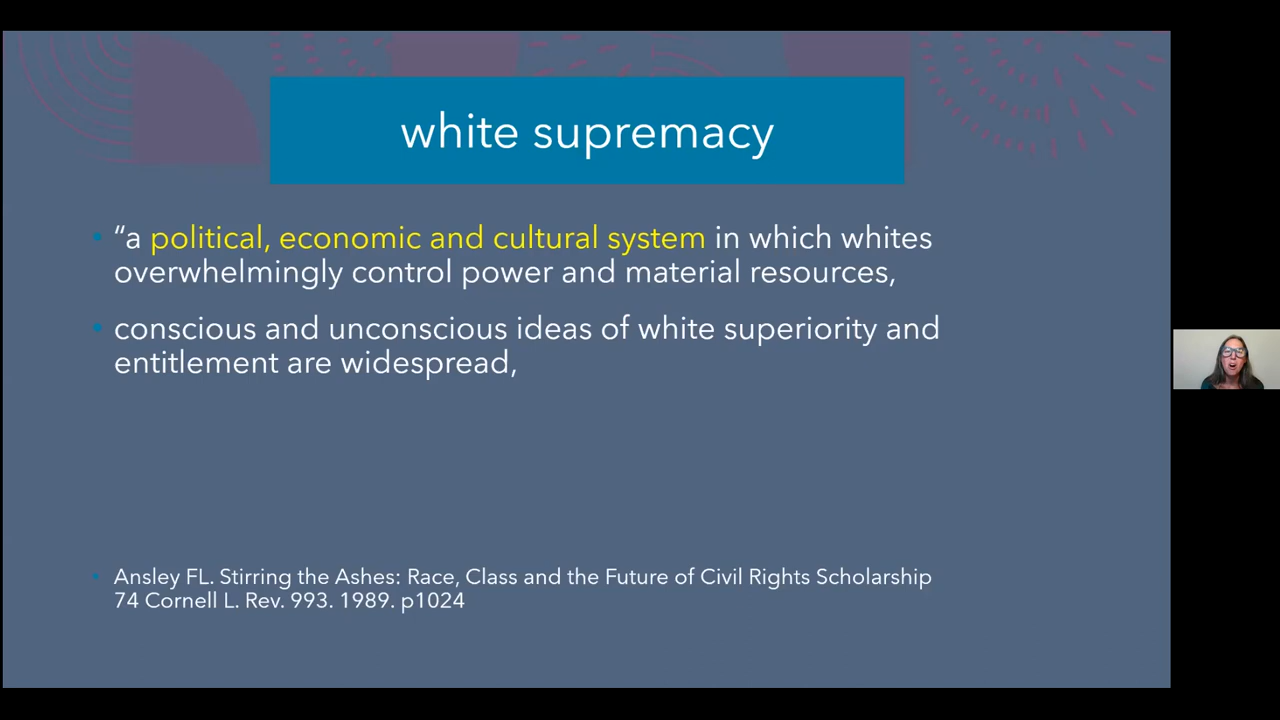 white supremacy
• “a political, economic and cultural system in which whites
overwhelmingly control power and material resources,
• conscious and unconscious ideas of white superiority and
entitlement are widespread,
• Ansley FL. Stirring the Ashes: Race, Class and the Future of Civil Rights Scholarship
74 Cornell L. Rev. 993. 1989. p1024